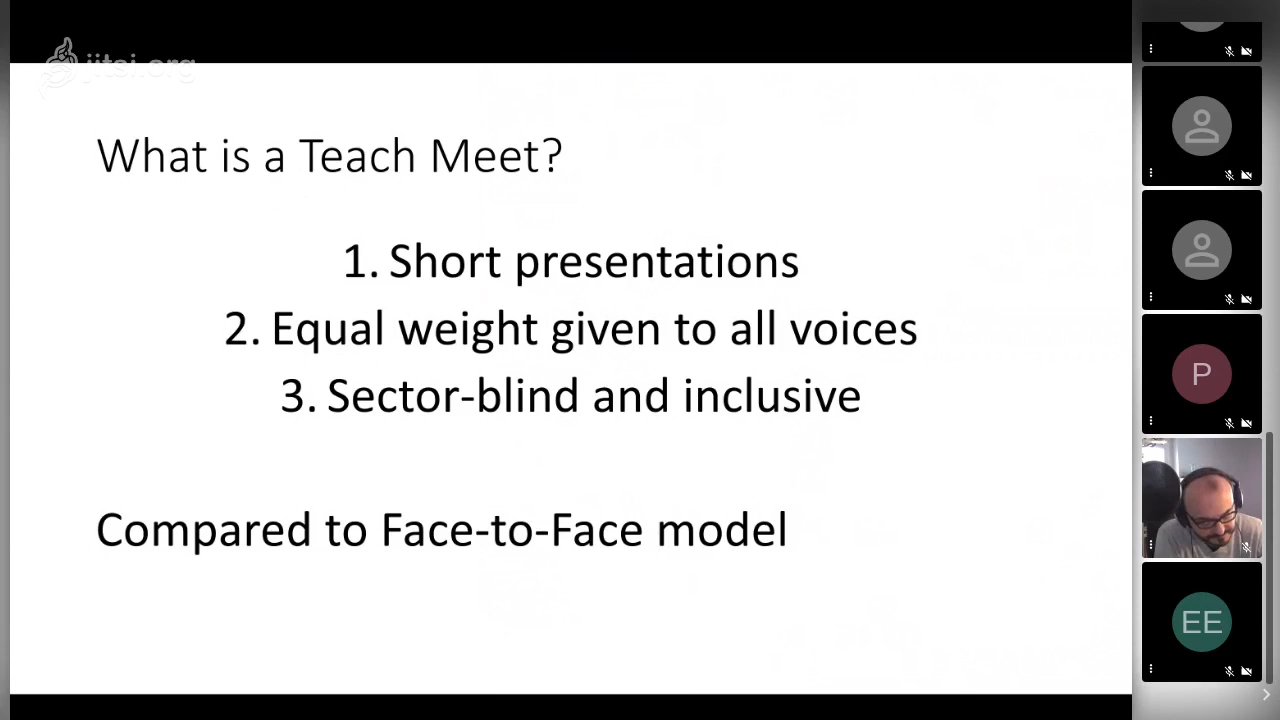 jitsi.org
What is a Teach Meet?
1. Short presentations
2. Equal weight given to all voices
3. Sector-blind and inclusive
Compared to Face-to-Face model
P
EE